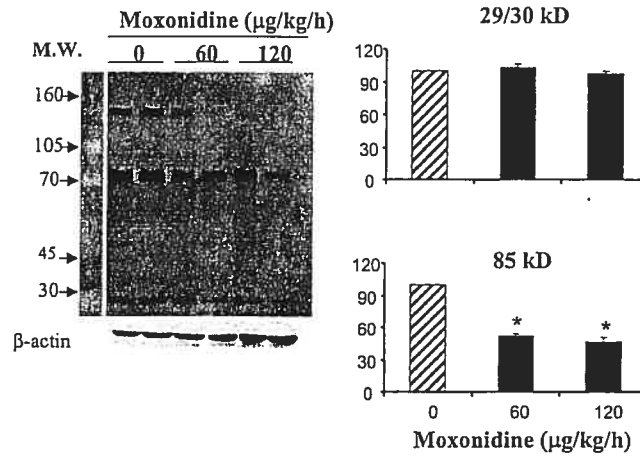 Moxonidine (µg/kg/h)
M.W. 0 60 120
160
105
70
45
30
β-actin
29/30 kD
120
90
60
30
0
85 kD
120
90
60
30
0
*
*
0 60 120
Moxonidine (µg/kg/h)